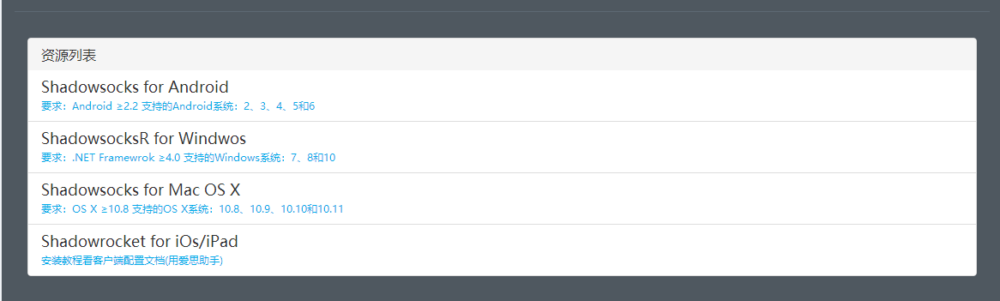 资源列表
Shadowsocks for Android
要求：Android ≥2.2 支持的Android系统：2、3、4、5和6
ShadowsocksR for Windwos
要求：.NET Framewrok ≥4.0 支持的Windows系统：7、8和10
Shadowsocks for Mac OS X
要求：OS X ≥10.8 支持的OS X系统：10.8、10.9、10.10和10.11
Shadowrocket for iOs/iPad
安装教程看客户端配置文档(用爱思助手)